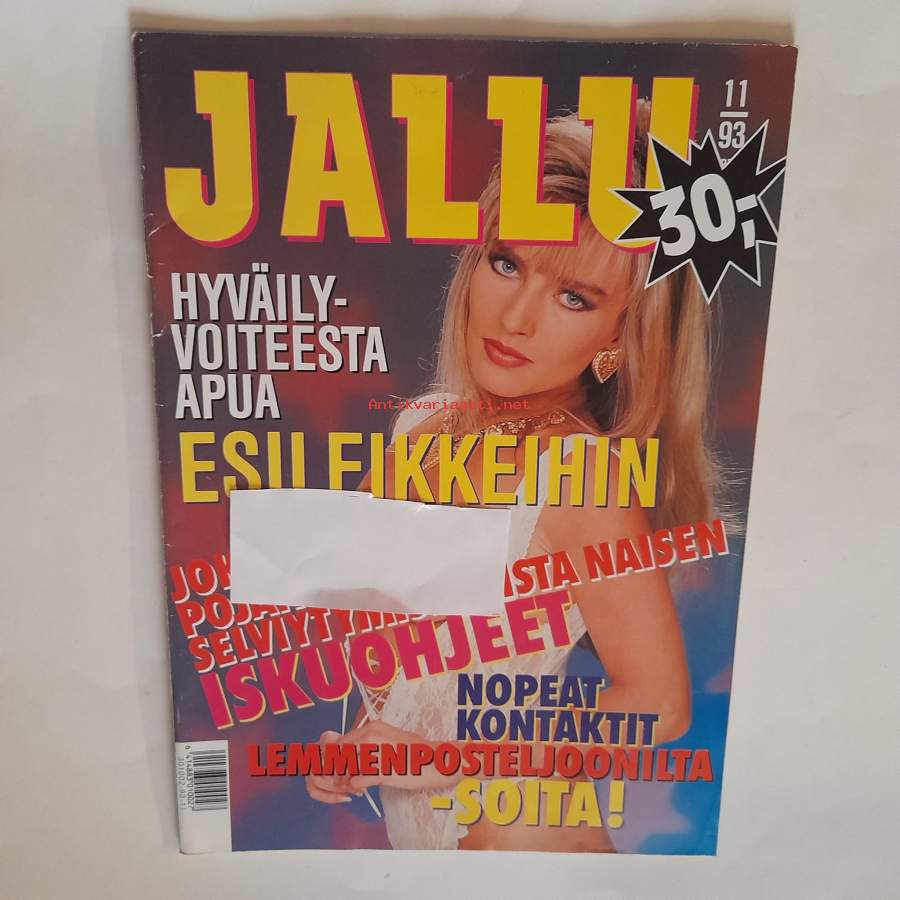 JALLU
11
93
30,-
HYVÄILY-
VOITEESTA
APUA
Antikvariaatti.net
ESILEIKKEIHIN
NAISEN
ISKUOHJEET
NOPEAT
KONTAKTIT
LEMMENPOSTELJOONILTA
-SOITA!